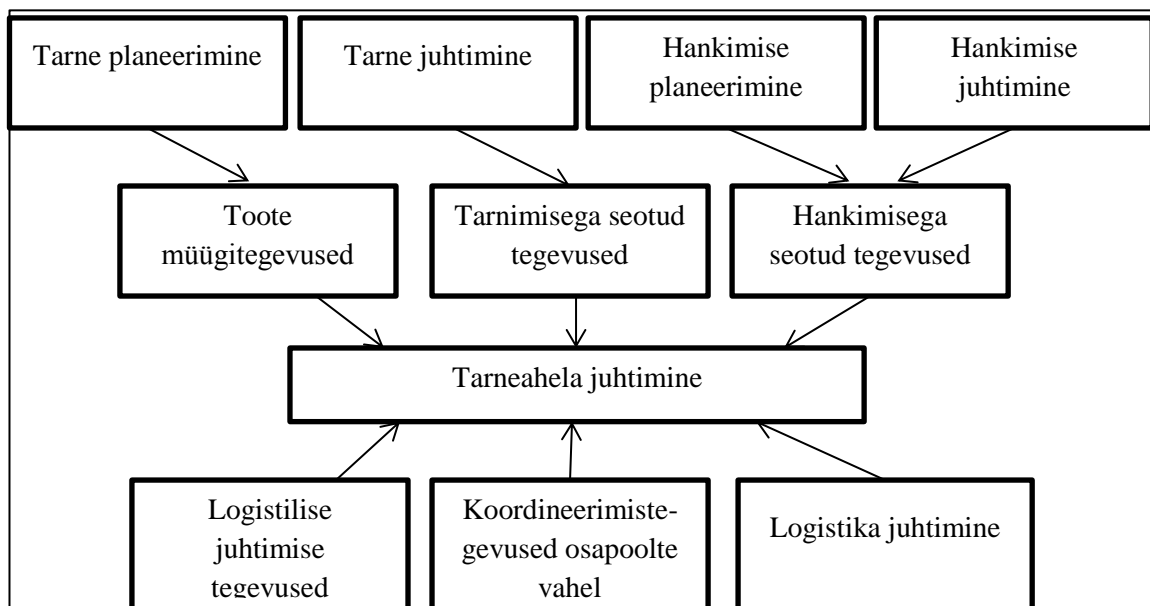 Tarne planeerimine
Tarne juhtimine
Hankimise
planeerimine
Hankimise
juhtimine
Toote
müügitegevused
Tarnimisega seotud
tegevused
Hankimisega
seotud tegevused
Tarneahela juhtimine
Logistilise
juhtimise
tegevused
Koordineerimiste-
gevused osapoolte
vahel
Logistika juhtimine